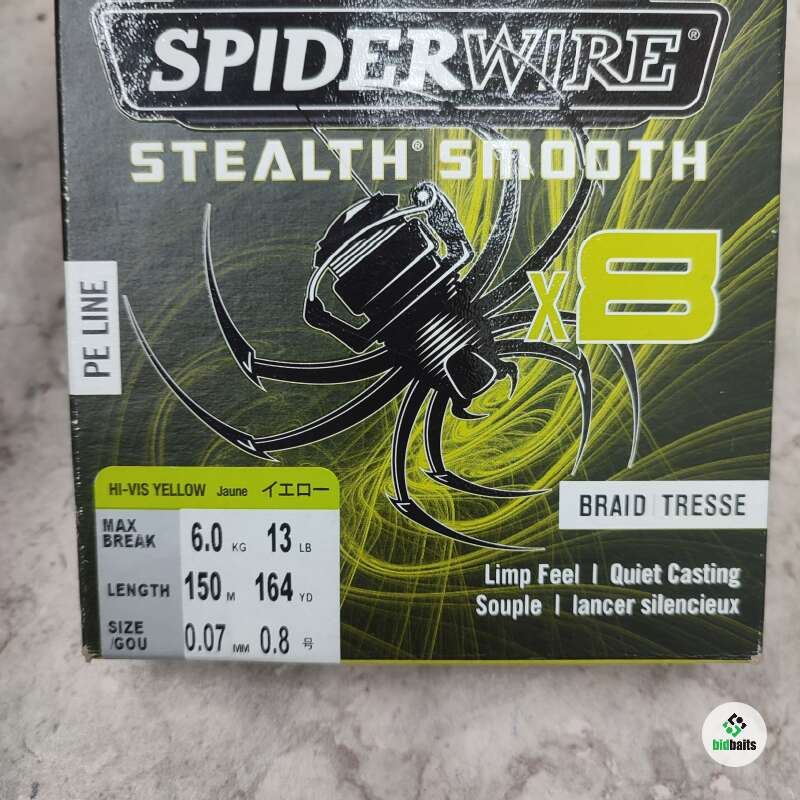 SPIDERWIRE®
STEALTH® SMOOTH
X8
PE LINE
HI-VIS YELLOW Jaune イエロー
MAX BREAK 6.0 KG 13 LB
LENGTH 150 M 164 YD
SIZE /GOU 0.07 MM 0.8 号
BRAID | TRESSE
Limp Feel | Quiet Casting
Souple | lancer silencieux
bidbaits